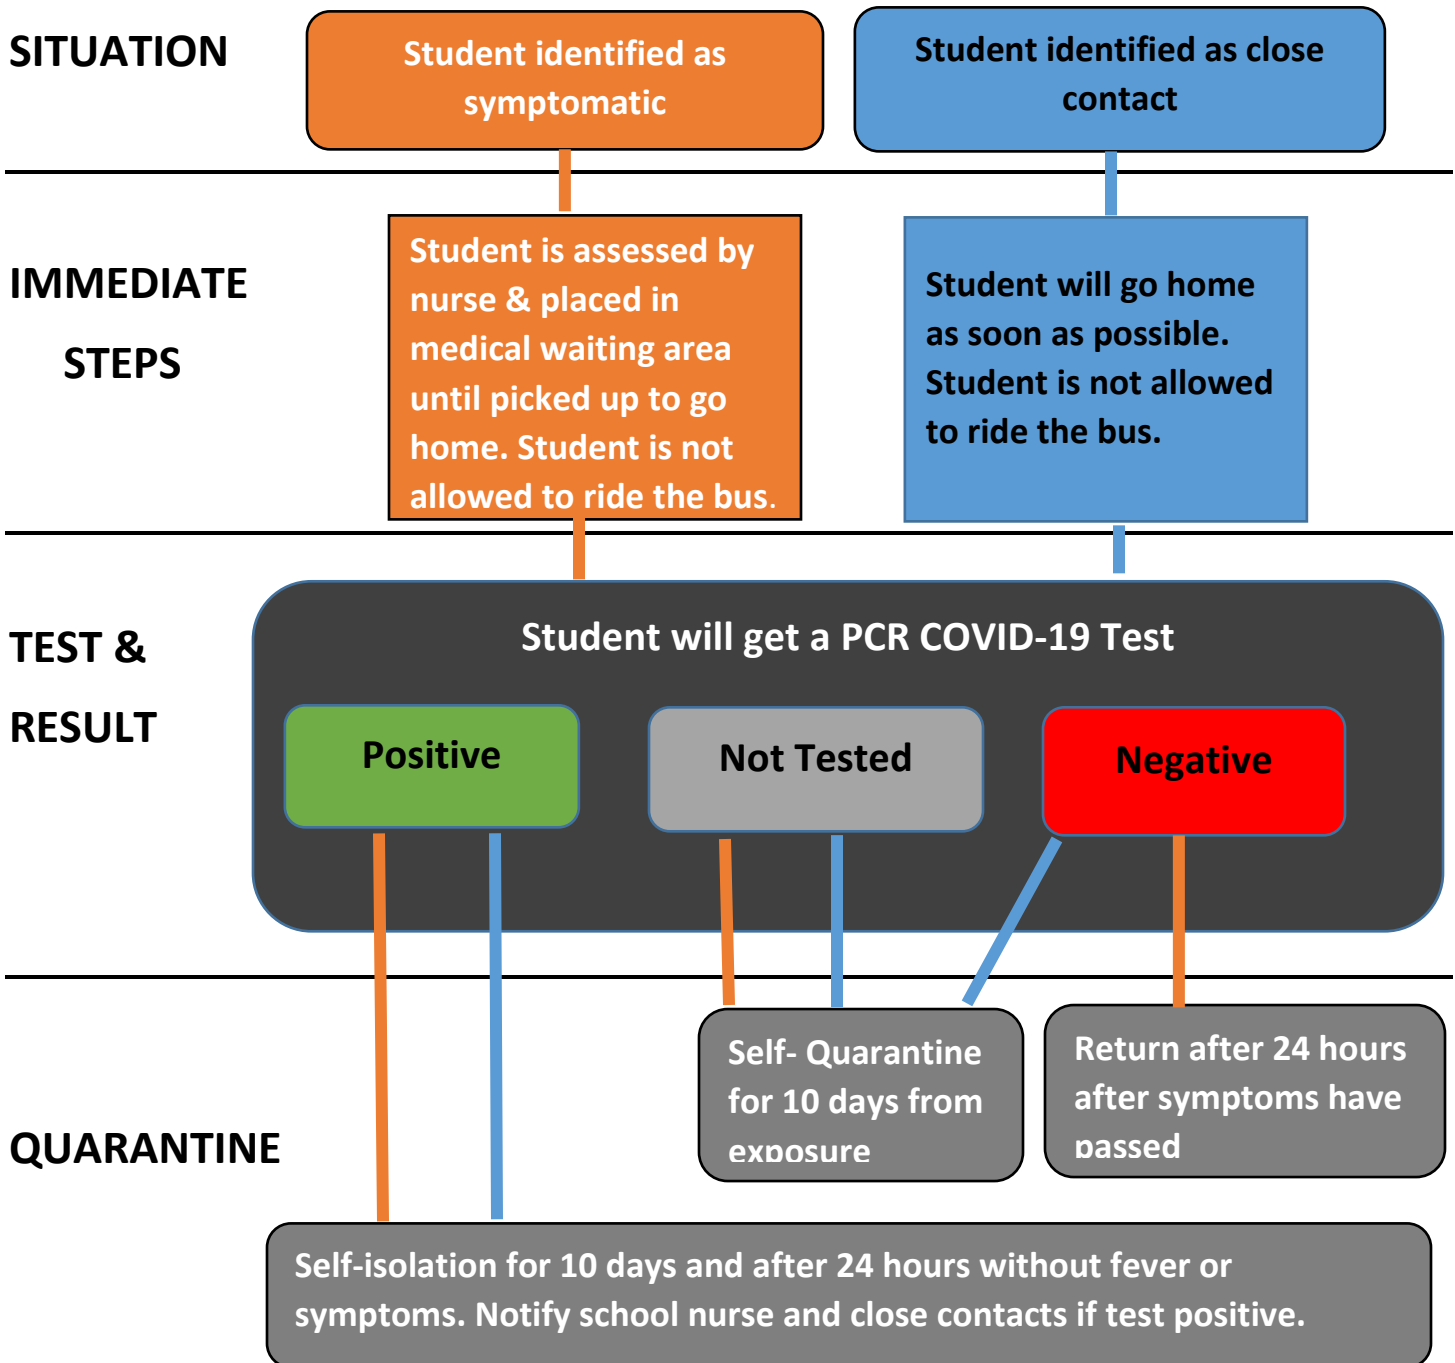 SITUATION
Student identified as
symptomatic
Student identified as close
contact
IMMEDIATE
STEPS
Student is assessed by
nurse & placed in
medical waiting area
until picked up to go
home. Student is not
allowed to ride the bus.
Student will go home
as soon as possible.
Student is not allowed
to ride the bus.
TEST &
RESULT
Student will get a PCR COVID-19 Test
Positive
Not Tested
Negative
QUARANTINE
Self- Quarantine
for 10 days from
exposure
Return after 24 hours
after symptoms have
passed
Self-isolation for 10 days and after 24 hours without fever or
symptoms. Notify school nurse and close contacts if test positive.